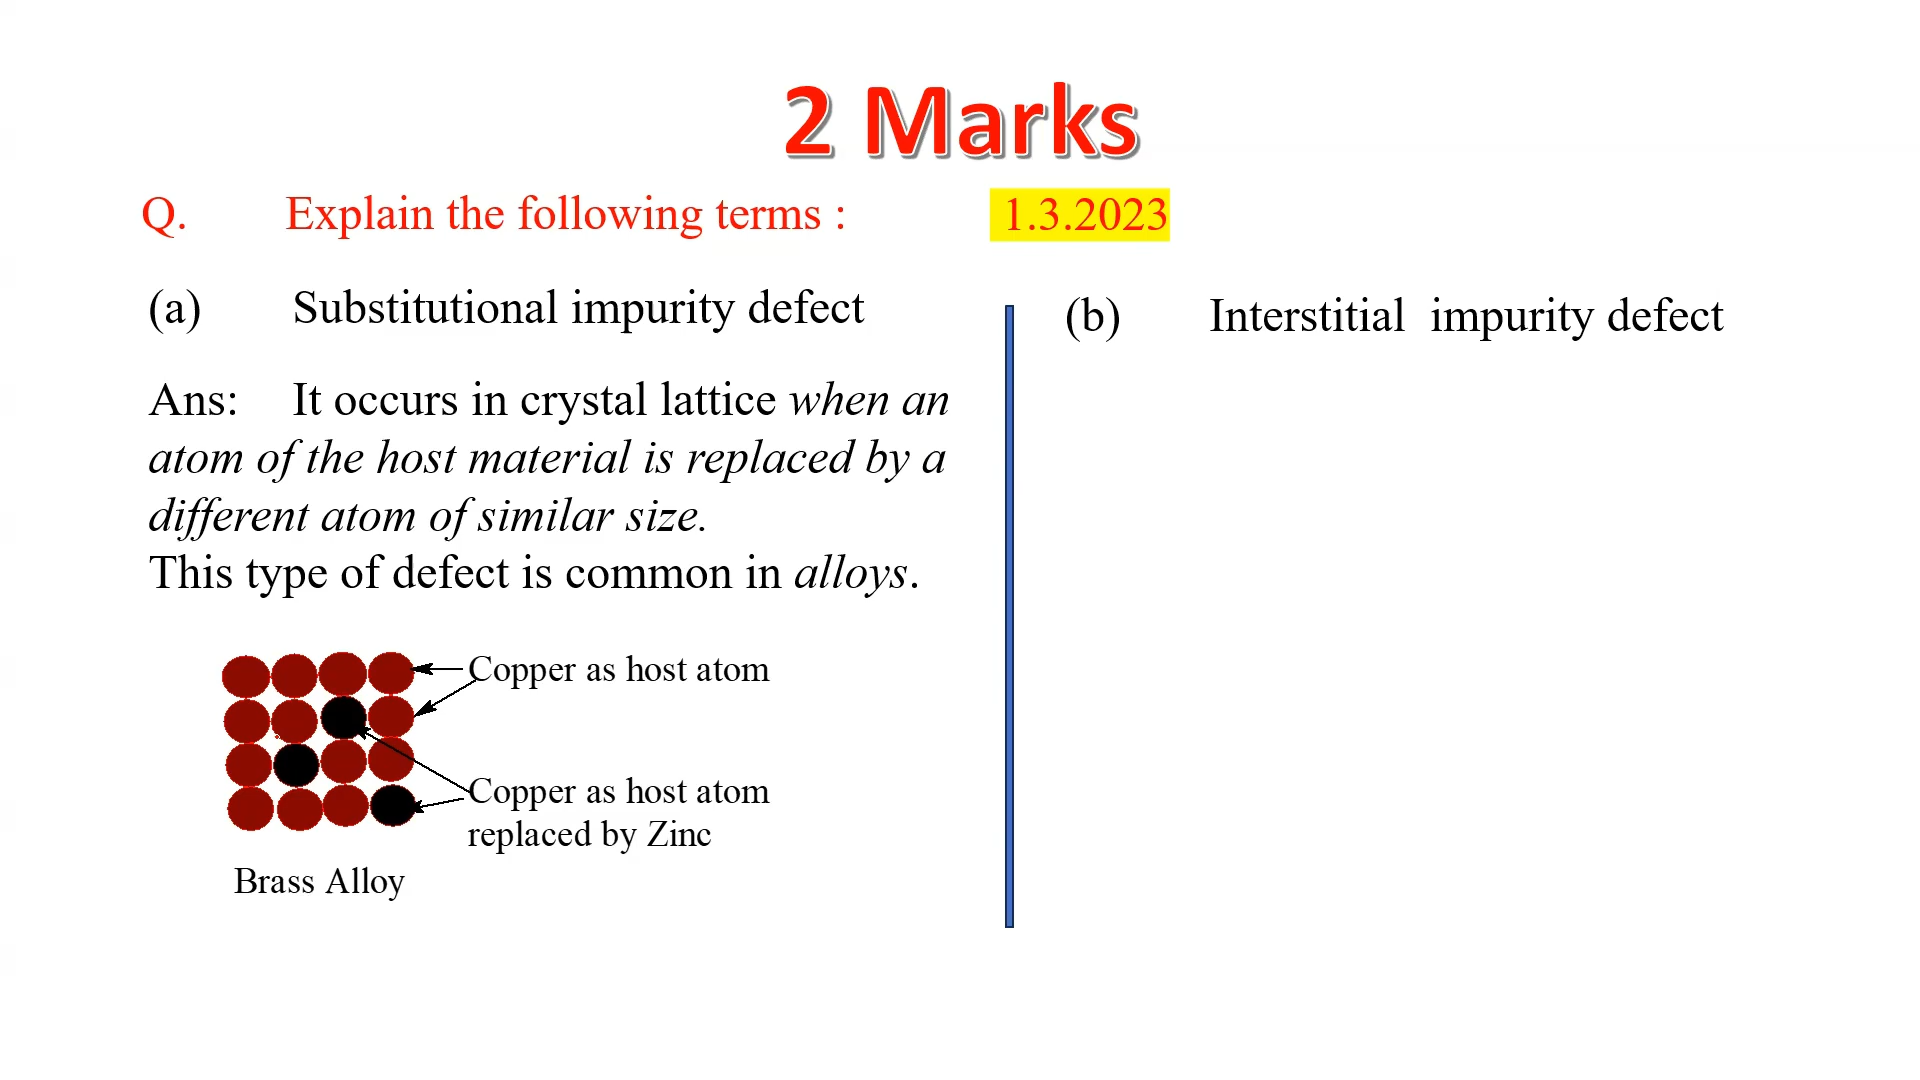 2 Marks
Q. Explain the following terms : 1.3.2023
(a) Substitutional impurity defect
Ans: It occurs in crystal lattice when an
atom of the host material is replaced by a
different atom of similar size.
This type of defect is common in alloys.
Copper as host atom
Copper as host atom
replaced by Zinc
Brass Alloy
(b) Interstitial impurity defect